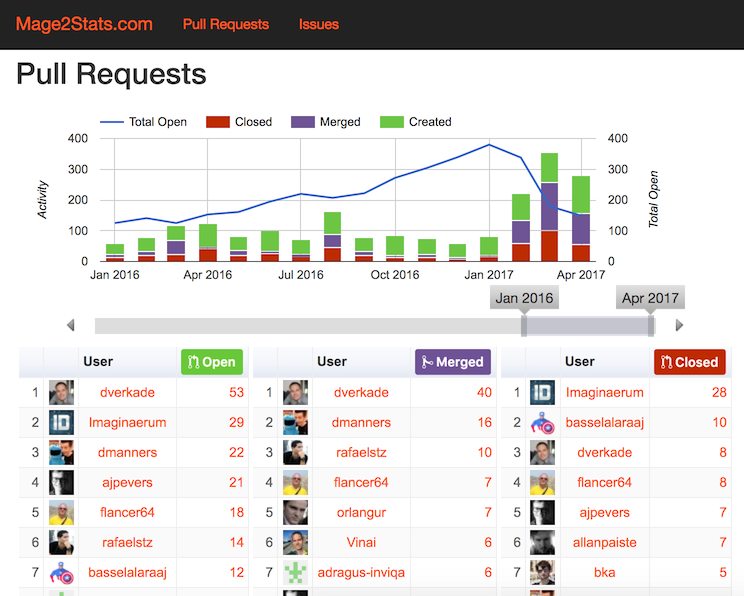 Mage2Stats.com Pull Requests Issues
Pull Requests
Total Open Closed Merged Created
400 400
300 300
200 200
100 100
0 0
Activity
Total Open
Jan 2016 Apr 2016 Jul 2016 Oct 2016 Jan 2017 Apr 2017
Jan 2016 Apr 2017
User Open User Merged User Closed
1 dverkade 53 1 dverkade 40 1 ID Imaginaerum 28
2 ID Imaginaerum 29 2 dmanners 16 2 basselalaraaj 10
3 dmanners 22 3 rafaelstz 10 3 dverkade 8
4 ajpevers 21 4 flancer64 7 4 flancer64 8
5 flancer64 18 5 orlangur 7 5 ajpevers 7
6 rafaelstz 14 6 Vinai 6 6 allanpaiste 7
7 basselalaraaj 12 7 adragus-inviqa 6 7 bka 5